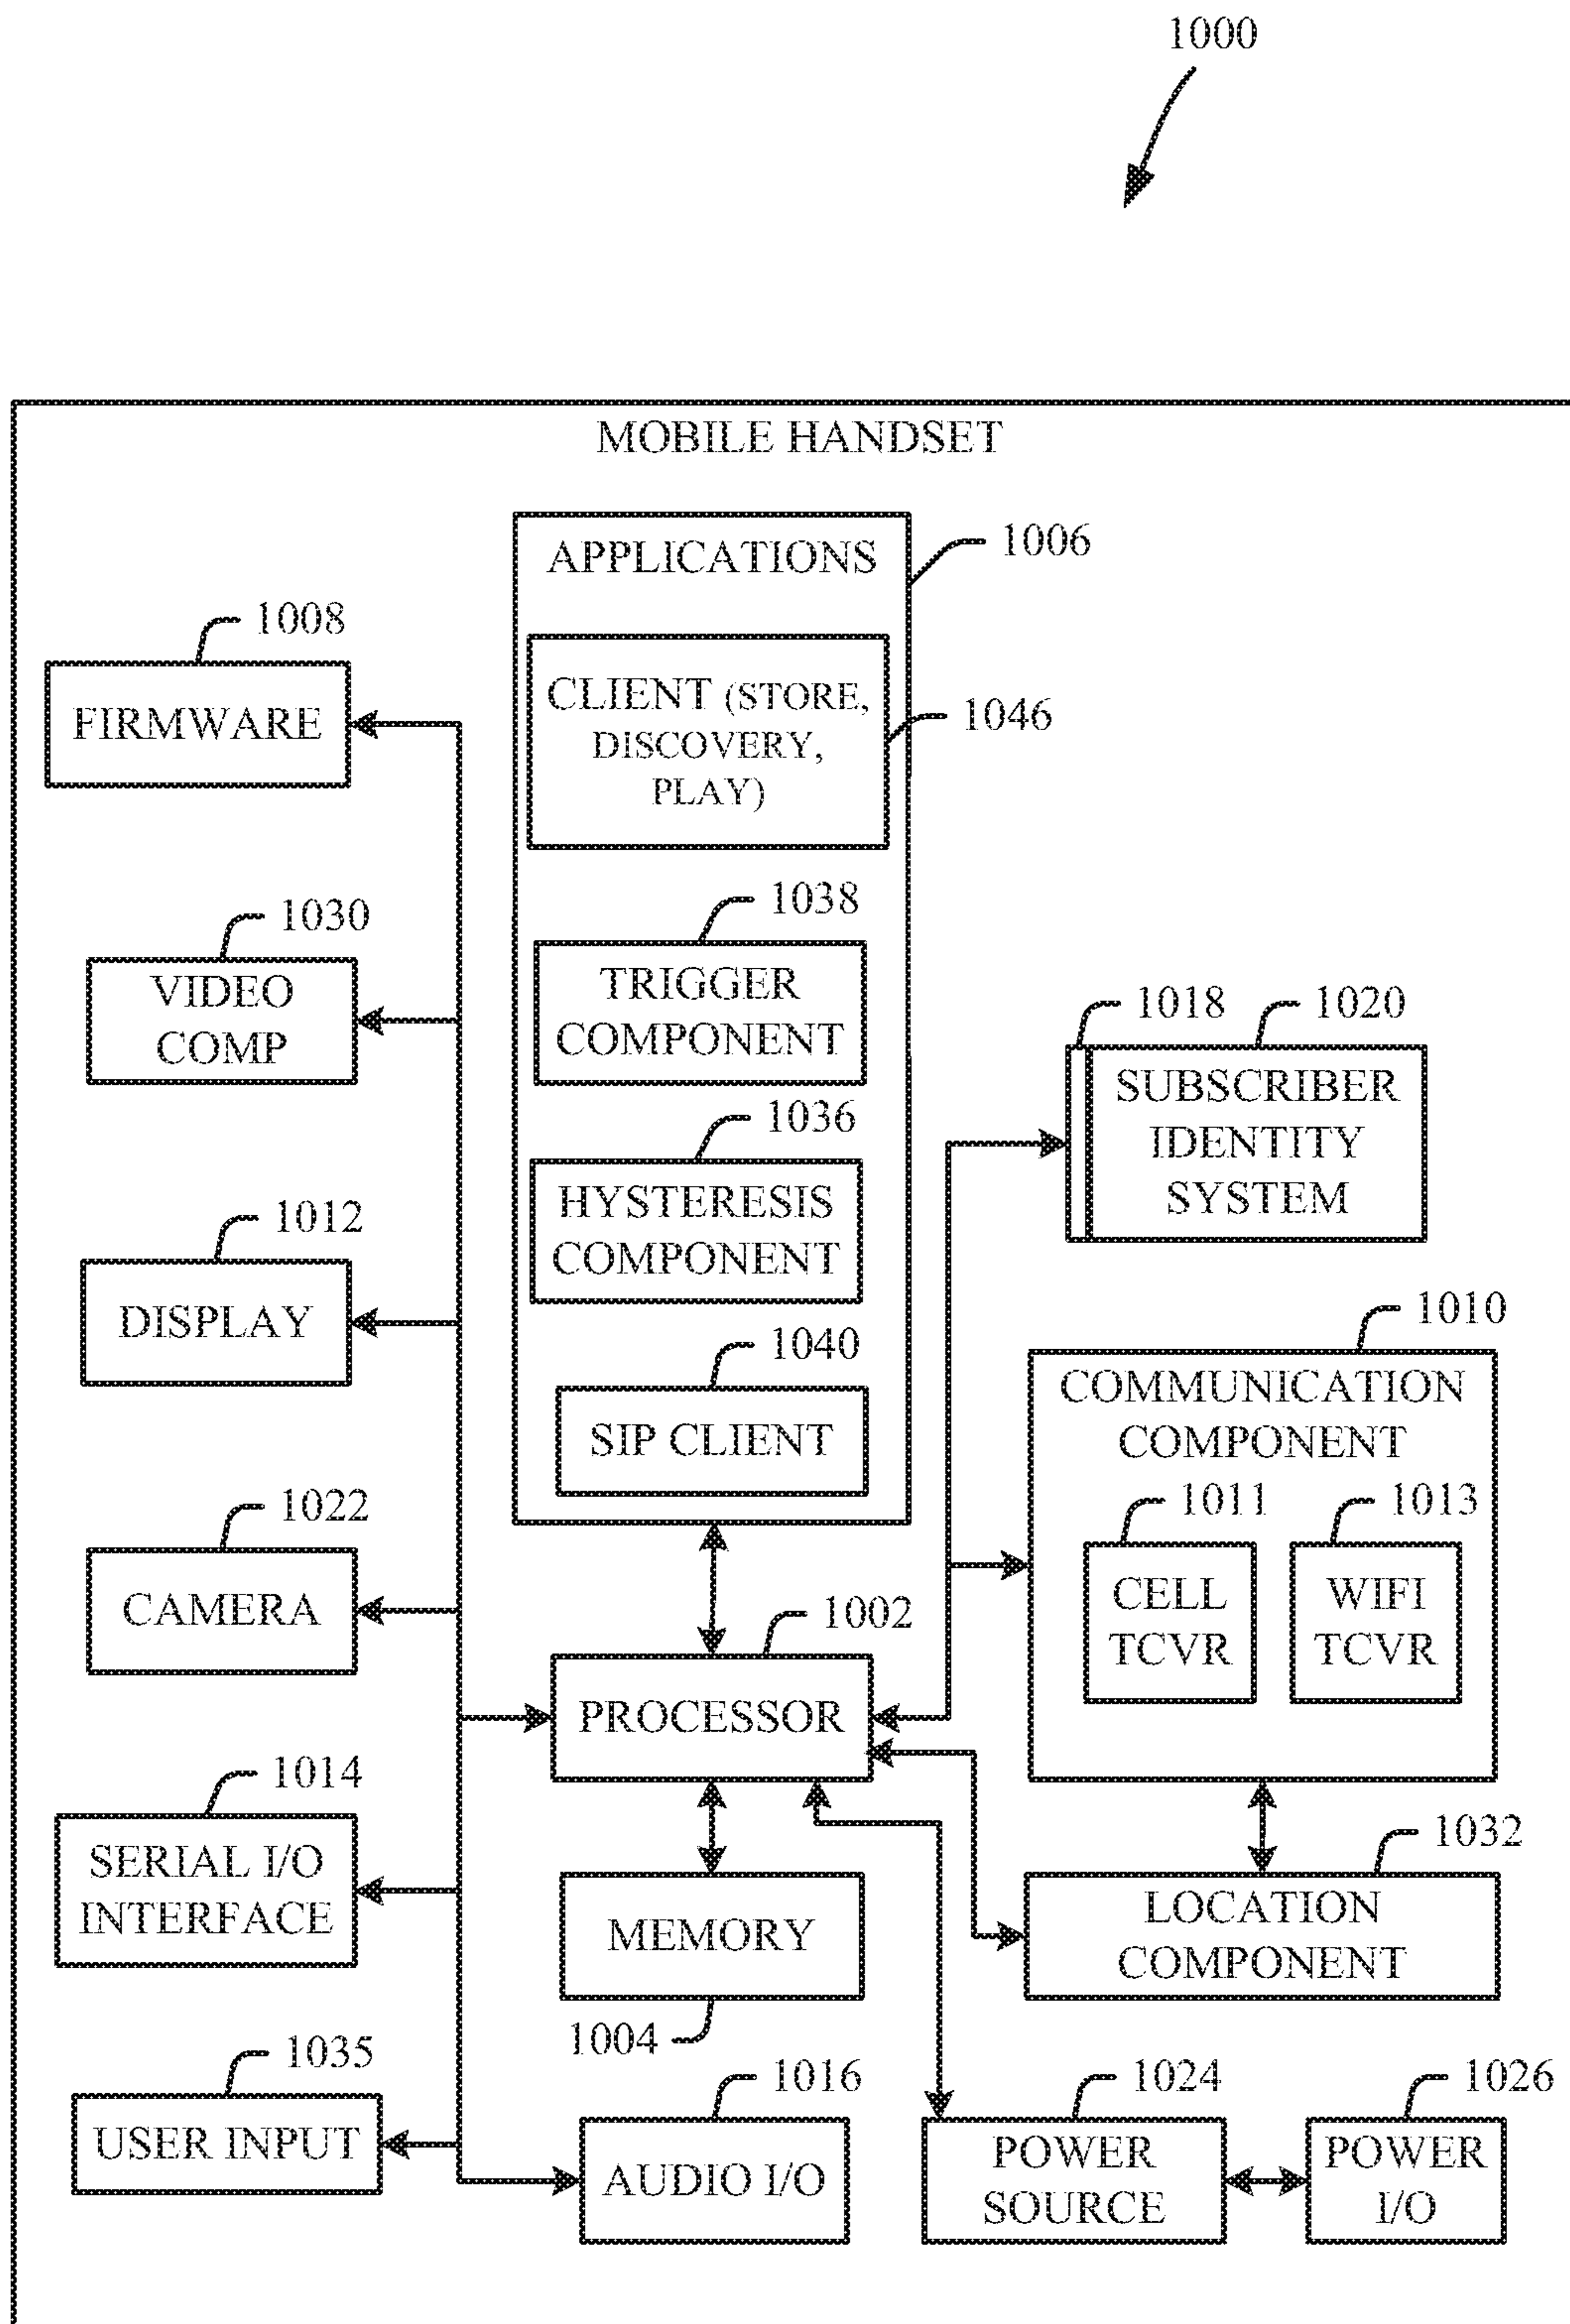 1000
MOBILE HANDSET
APPLICATIONS
1006
1008
FIRMWARE
CLIENT (STORE,
DISCOVERY,
PLAY)
1046
1038
TRIGGER
COMPONENT
1030
VIDEO
COMP
1018
1020
SUBSCRIBER
IDENTITY
SYSTEM
1036
HYSTERESIS
COMPONENT
1012
DISPLAY
1010
COMMUNICATION
COMPONENT
1040
SIP CLIENT
1011
CELL
TCVR
1013
WIFI
TCVR
1022
CAMERA
1002
PROCESSOR
1014
SERIAL I/O
INTERFACE
MEMORY
1004
1032
LOCATION
COMPONENT
1035
USER INPUT
1016
AUDIO I/O
1024
POWER
SOURCE
1026
POWER
I/O